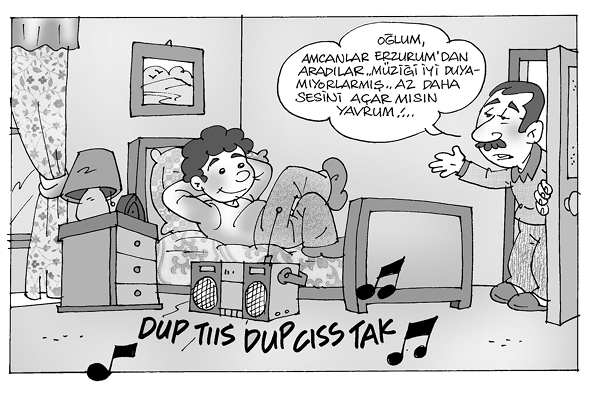 OĞLUM,
AMCANLAR ERZURUM'DAN
ARADILAR..MÜZİĞİ İYİ DUYA-
MIYORLARMIŞ..AZ DAHA
SESİNİ AÇAR MISIN
YAVRUM!...
DUP TIIS DUP CISS TAK